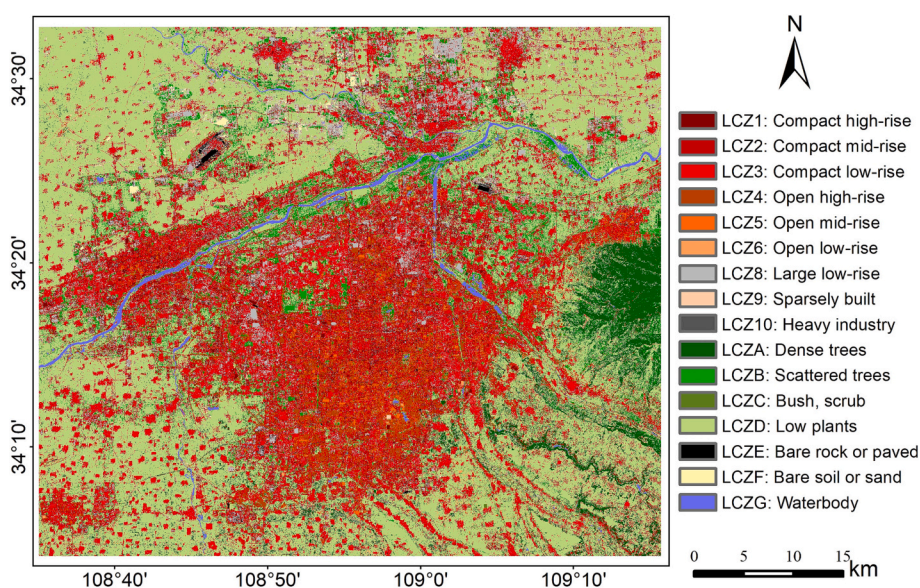 N
34°30'
34°20'
34°10'
108°40'
108°50'
109°0'
109°10'
LCZ1: Compact high-rise
LCZ2: Compact mid-rise
LCZ3: Compact low-rise
LCZ4: Open high-rise
LCZ5: Open mid-rise
LCZ6: Open low-rise
LCZ8: Large low-rise
LCZ9: Sparsely built
LCZ10: Heavy industry
LCZA: Dense trees
LCZB: Scattered trees
LCZC: Bush, scrub
LCZD: Low plants
LCZE: Bare rock or paved
LCZF: Bare soil or sand
LCZG: Waterbody
0 5 10 15
km